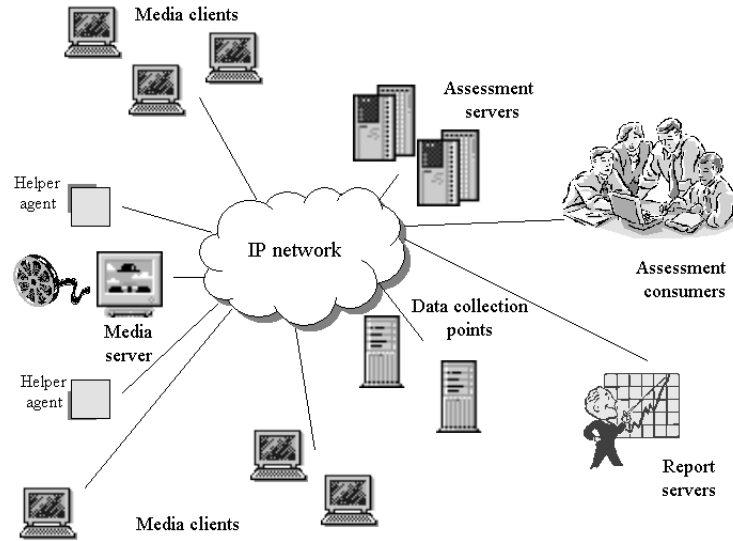 Media clients
Assessment
servers
Helper
agent
IP network
Assessment
consumers
Media
server
Data collection
points
Helper
agent
Report
servers
Media clients